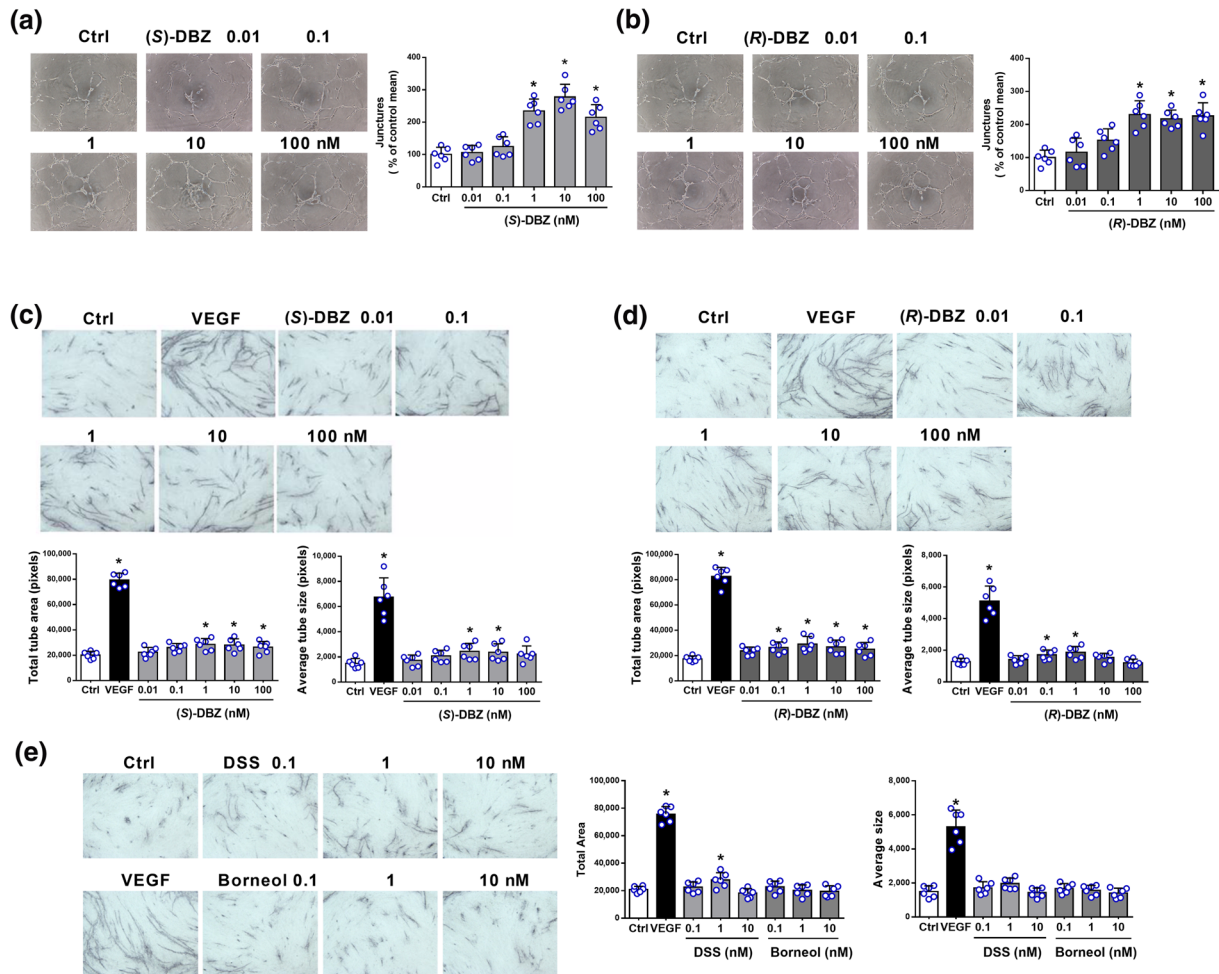 (a)
Ctrl (S)-DBZ 0.01 0.1
1 10 100 nM
Junctures
( % of control mean)
400
300
200
100
0
Ctrl 0.01 0.1 1 10 100
(S)-DBZ (nM)
* * *
(b)
Ctrl (R)-DBZ 0.01 0.1
1 10 100 nM
Junctures
( % of control mean)
400
300
200
100
0
Ctrl 0.01 0.1 1 10 100
(R)-DBZ (nM)
* * *
(c)
Ctrl VEGF (S)-DBZ 0.01 0.1
1 10 100 nM
Total tube area (pixels)
100,000
80,000
60,000
40,000
20,000
0
* * * *
Ctrl VEGF 0.01 0.1 1 10 100
(S)-DBZ (nM)
Average tube size (pixels)
10,000
8,000
6,000
4,000
2,000
0
* * *
Ctrl VEGF 0.01 0.1 1 10 100
(S)-DBZ (nM)
(d)
Ctrl VEGF (R)-DBZ 0.01 0.1
1 10 100 nM
Total tube area (pixels)
100,000
80,000
60,000
40,000
20,000
0
* * * * *
Ctrl VEGF 0.01 0.1 1 10 100
(R)-DBZ (nM)
Average tube size (pixels)
8,000
6,000
4,000
2,000
0
* * *
Ctrl VEGF 0.01 0.1 1 10 100
(R)-DBZ (nM)
(e)
Ctrl DSS 0.1 1 10 nM
VEGF Borneol 0.1 1 10 nM
Total Area
100,000
80,000
60,000
40,000
20,000
0
* *
Ctrl VEGF 0.1 1 10 0.1 1 10
DSS (nM) Borneol (nM)
Average size
8,000
6,000
4,000
2,000
0
*
Ctrl VEGF 0.1 1 10 0.1 1 10
DSS (nM) Borneol (nM)